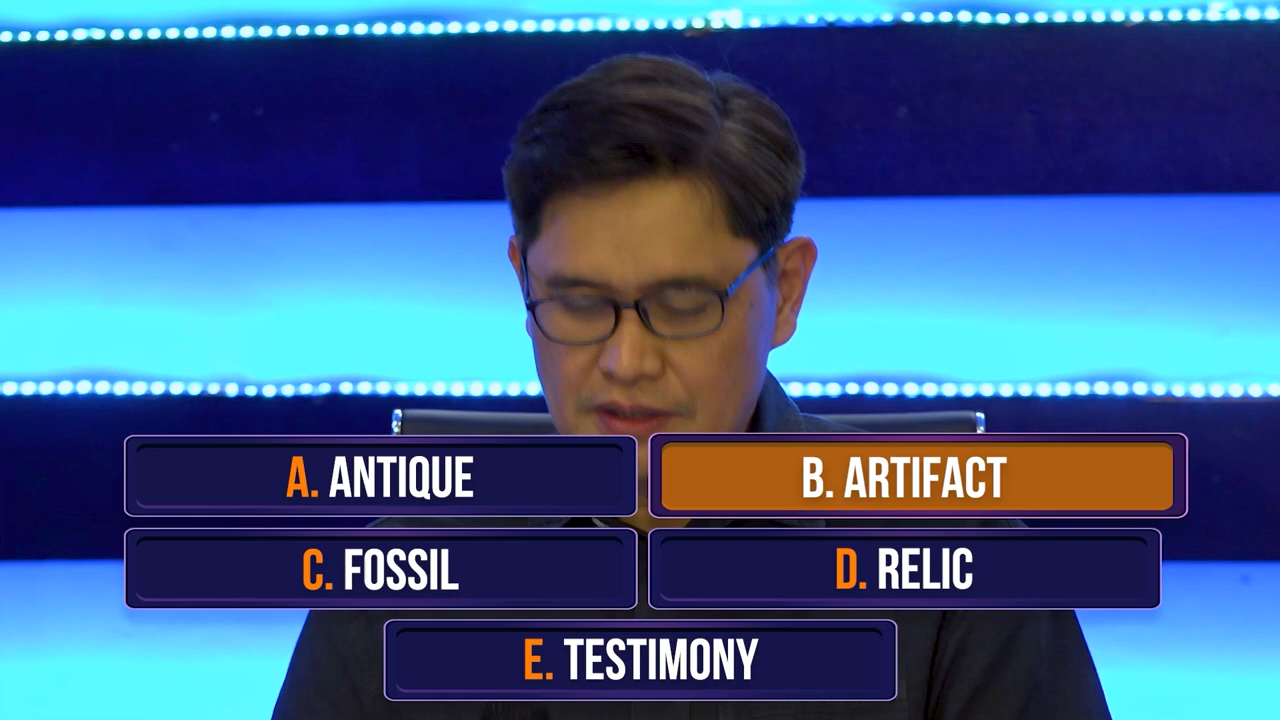 A. ANTIQUE
B. ARTIFACT
C. FOSSIL
D. RELIC
E. TESTIMONY